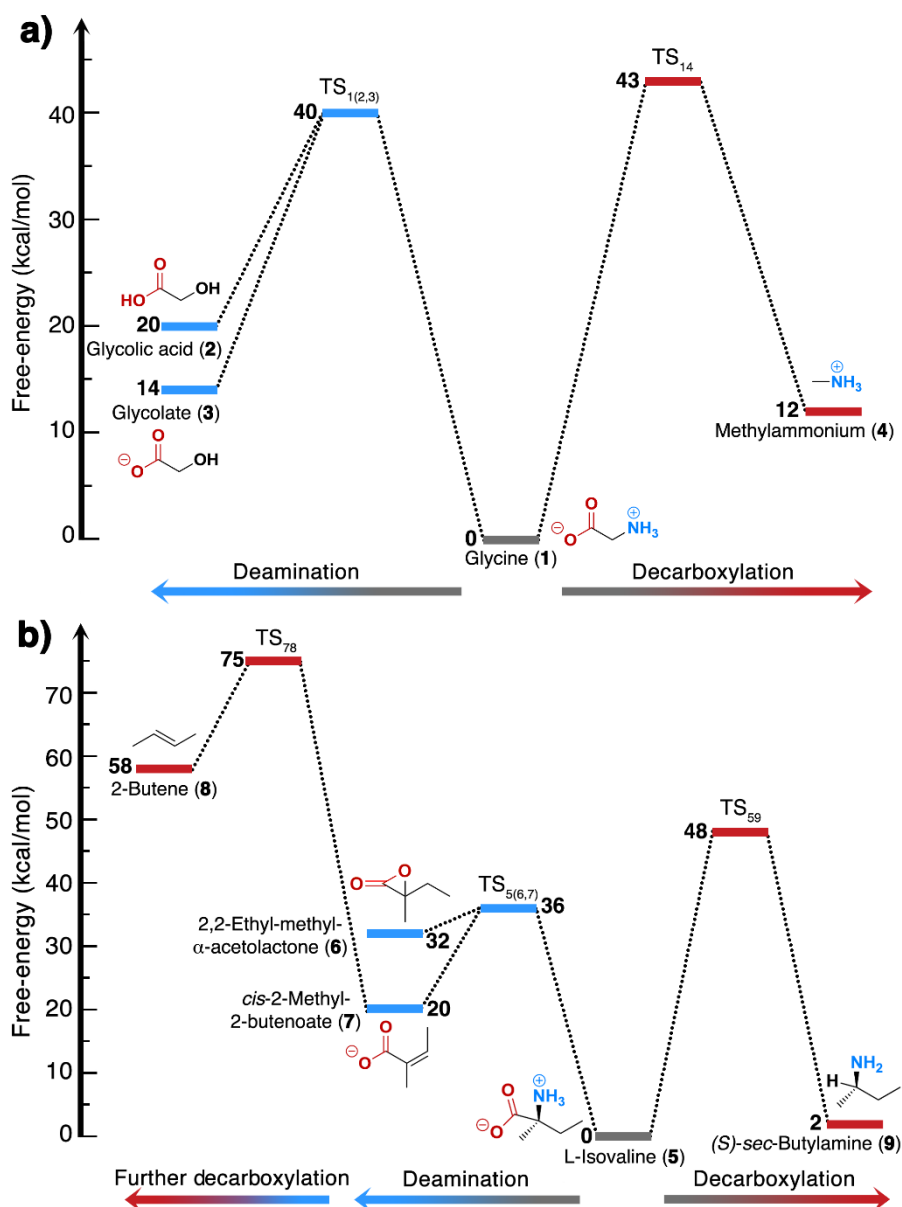 a)
Free-energy (kcal/mol)
40
30
20
10
0
TS1(2,3)
40
TS14
43
O
HO
OH
20
Glycolic acid (2)
14
Glycolate (3)
O
⊖
O
OH
⊕
NH3
12
Methylammonium (4)
0
Glycine (1)
O
⊖
O
⊕
NH3
Deamination
Decarboxylation
b)
Free-energy (kcal/mol)
70
60
50
40
30
20
10
0
TS78
75
58
2-Butene (8)
TS59
48
O
O
TS5(6,7)
36
2,2-Ethyl-methyl-
α-acetolactone (6)
32
cis-2-Methyl-
2-butenoate (7)
20
O
⊖
O
O
⊖
O
⊕
NH3
0
L-Isovaline (5)
NH2
H
2
(S)-sec-Butylamine (9)
Further decarboxylation
Deamination
Decarboxylation